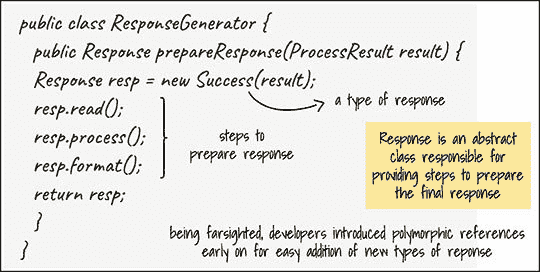 public class ResponseGenerator {
public Response prepareResponse(ProcessResult result) {
Response resp = new Success(result);
a type of response
resp.read();
resp.process();
resp.format();
steps to
prepare response
return resp;
}
}
Response is an abstract
class responsible for
providing steps to prepare
the final response
being farsighted, developers introduced polymorphic references
early on for easy addition of new types of reponse